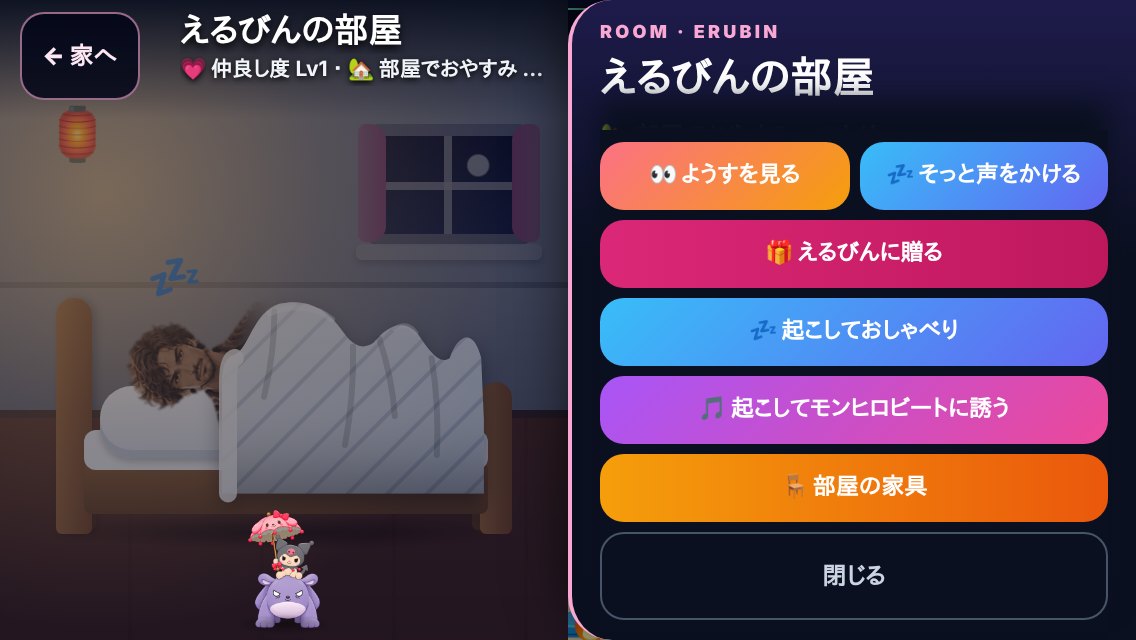 ← 家へ
えるびんの部屋
💗 仲良し度 Lv1・🏡 部屋でおやすみ …
ROOM · ERUBIN
えるびんの部屋
👀 ようすを見る
💤 そっと声をかける
🎁 えるびんに贈る
💤 起こしておしゃべり
🎵 起こしてモンヒロビートに誘う
🪑 部屋の家具
閉じる